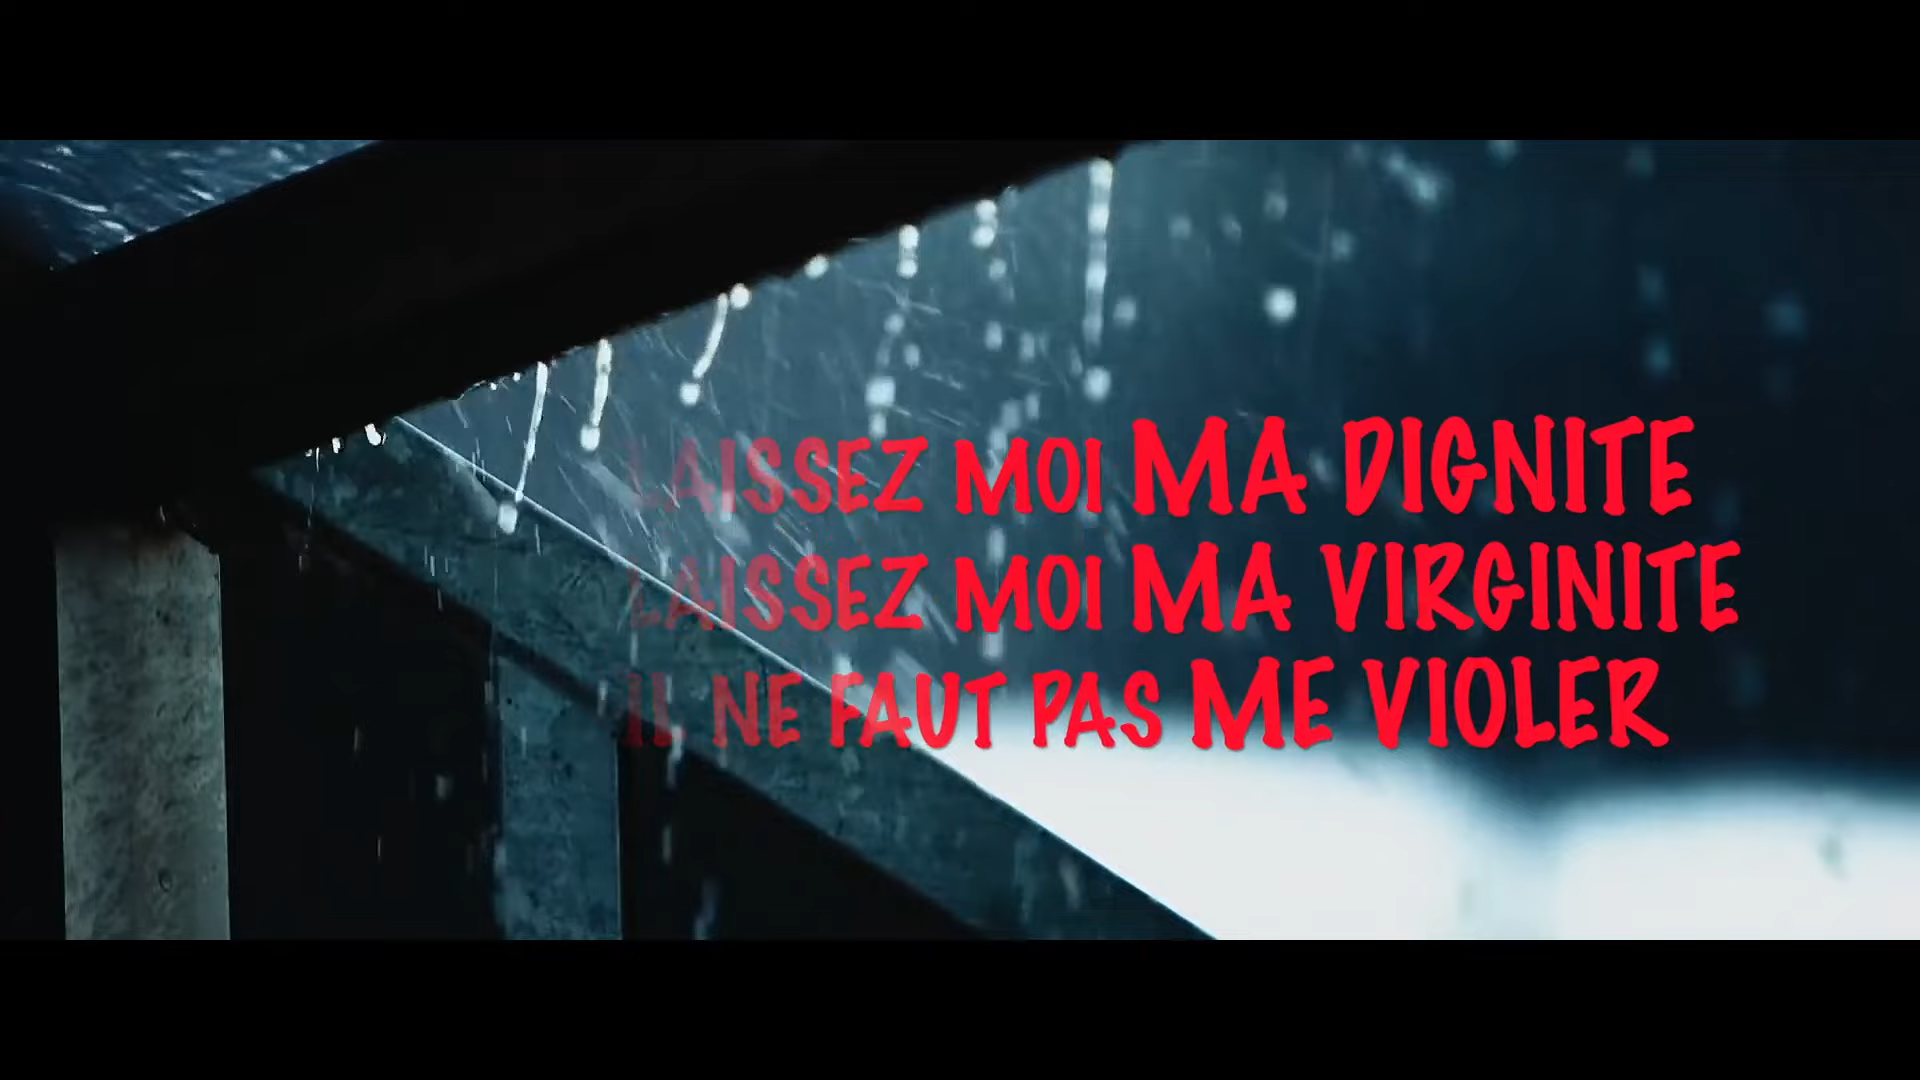 LAISSEZ MOI MA DIGNITE
LAISSEZ MOI MA VIRGINITE
IL NE FAUT PAS ME VIOLER